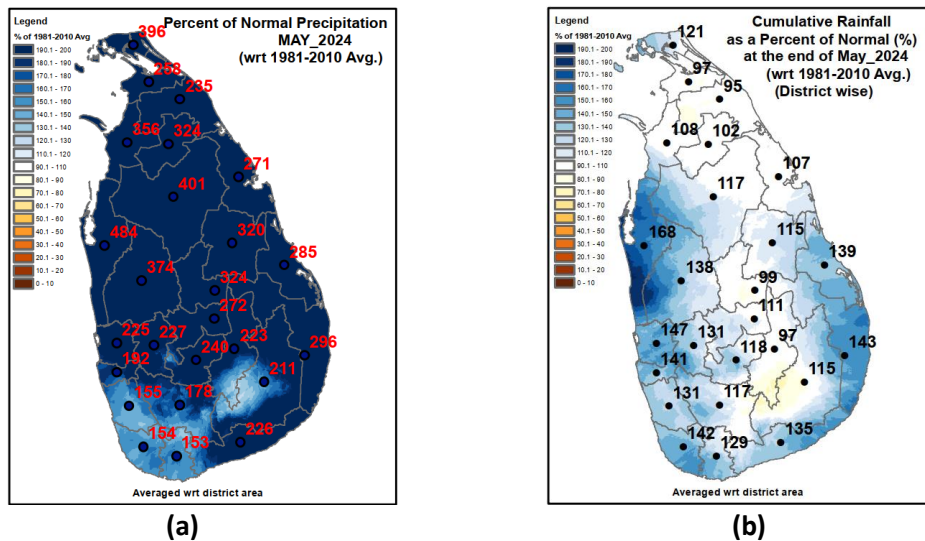 Legend
% of 1981-2010 Avg
190.1 - 200
180.1 - 190
170.1 - 180
160.1 - 170
150.1 - 160
140.1 - 150
130.1 - 140
120.1 - 130
110.1 - 120
90.1 - 110
80.1 - 90
70.1 - 80
60.1 - 70
50.1 - 60
40.1 - 50
30.1 - 40
20.1 - 30
10.1 - 20
0 - 10
Percent of Normal Precipitation
MAY_2024
(wrt 1981-2010 Avg.)
396
268
235
356
324
271
401
484
320
285
374
324
272
225
227
223
296
192
240
211
155
178
154
153
226
Averaged wrt district area
(a)
Legend
% of 1981-2010 Avg
190.1 - 200
180.1 - 190
170.1 - 180
160.1 - 170
150.1 - 160
140.1 - 150
130.1 - 140
120.1 - 130
110.1 - 120
90.1 - 110
80.1 - 90
70.1 - 80
60.1 - 70
50.1 - 60
40.1 - 50
30.1 - 40
20.1 - 30
10.1 - 20
0 - 10
Cumulative Rainfall
as a Percent of Normal (%)
at the end of May_2024
(wrt 1981-2010 Avg.)
(District wise)
121
97
95
108
102
107
117
168
115
139
138
99
111
147
131
97
143
141
118
115
131
117
142
129
135
Averaged wrt district area
(b)